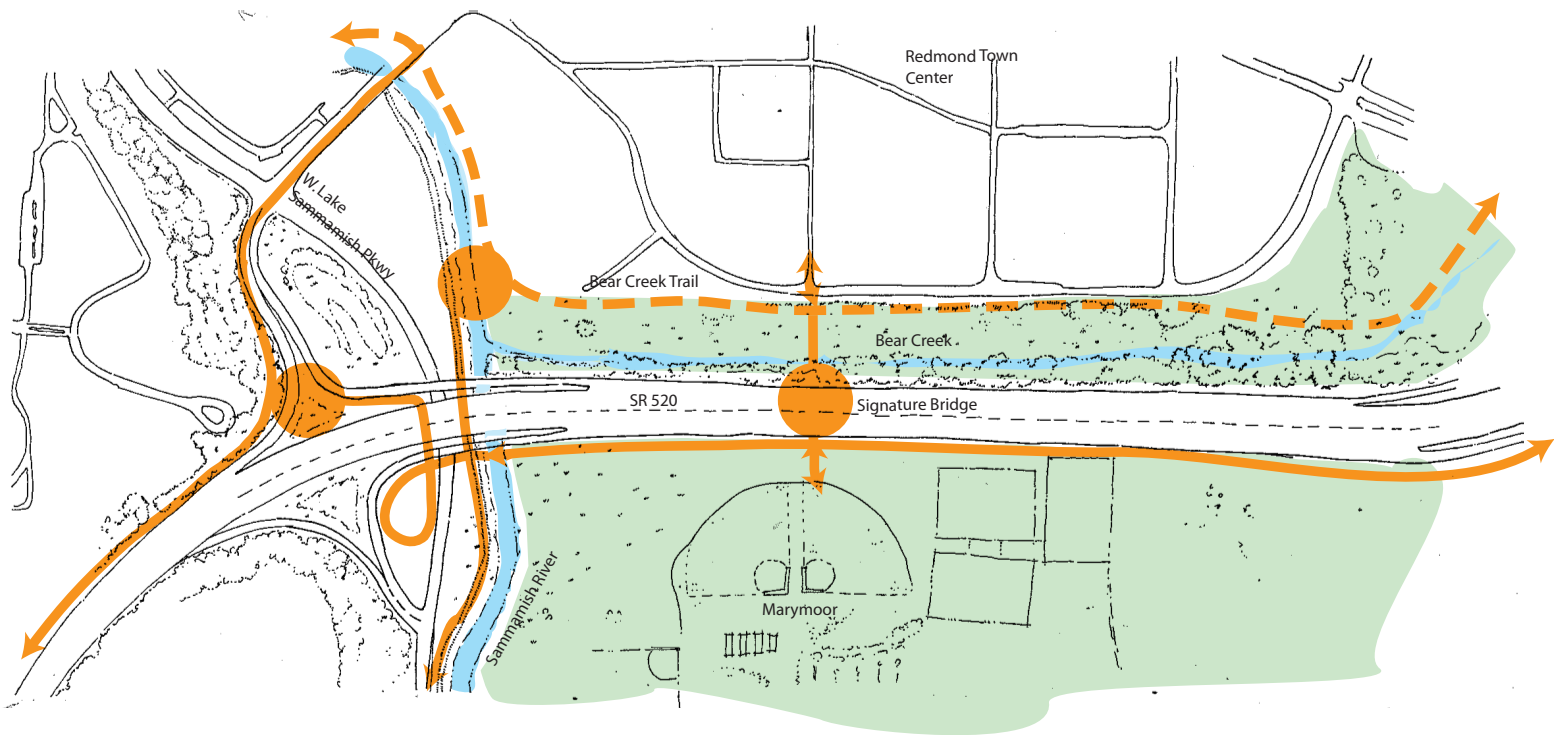 Redmond Town
Center
W. Lake
Sammamish Pkwy
Bear Creek Trail
Bear Creek
SR 520
Signature Bridge
Marymoor
Sammamish River